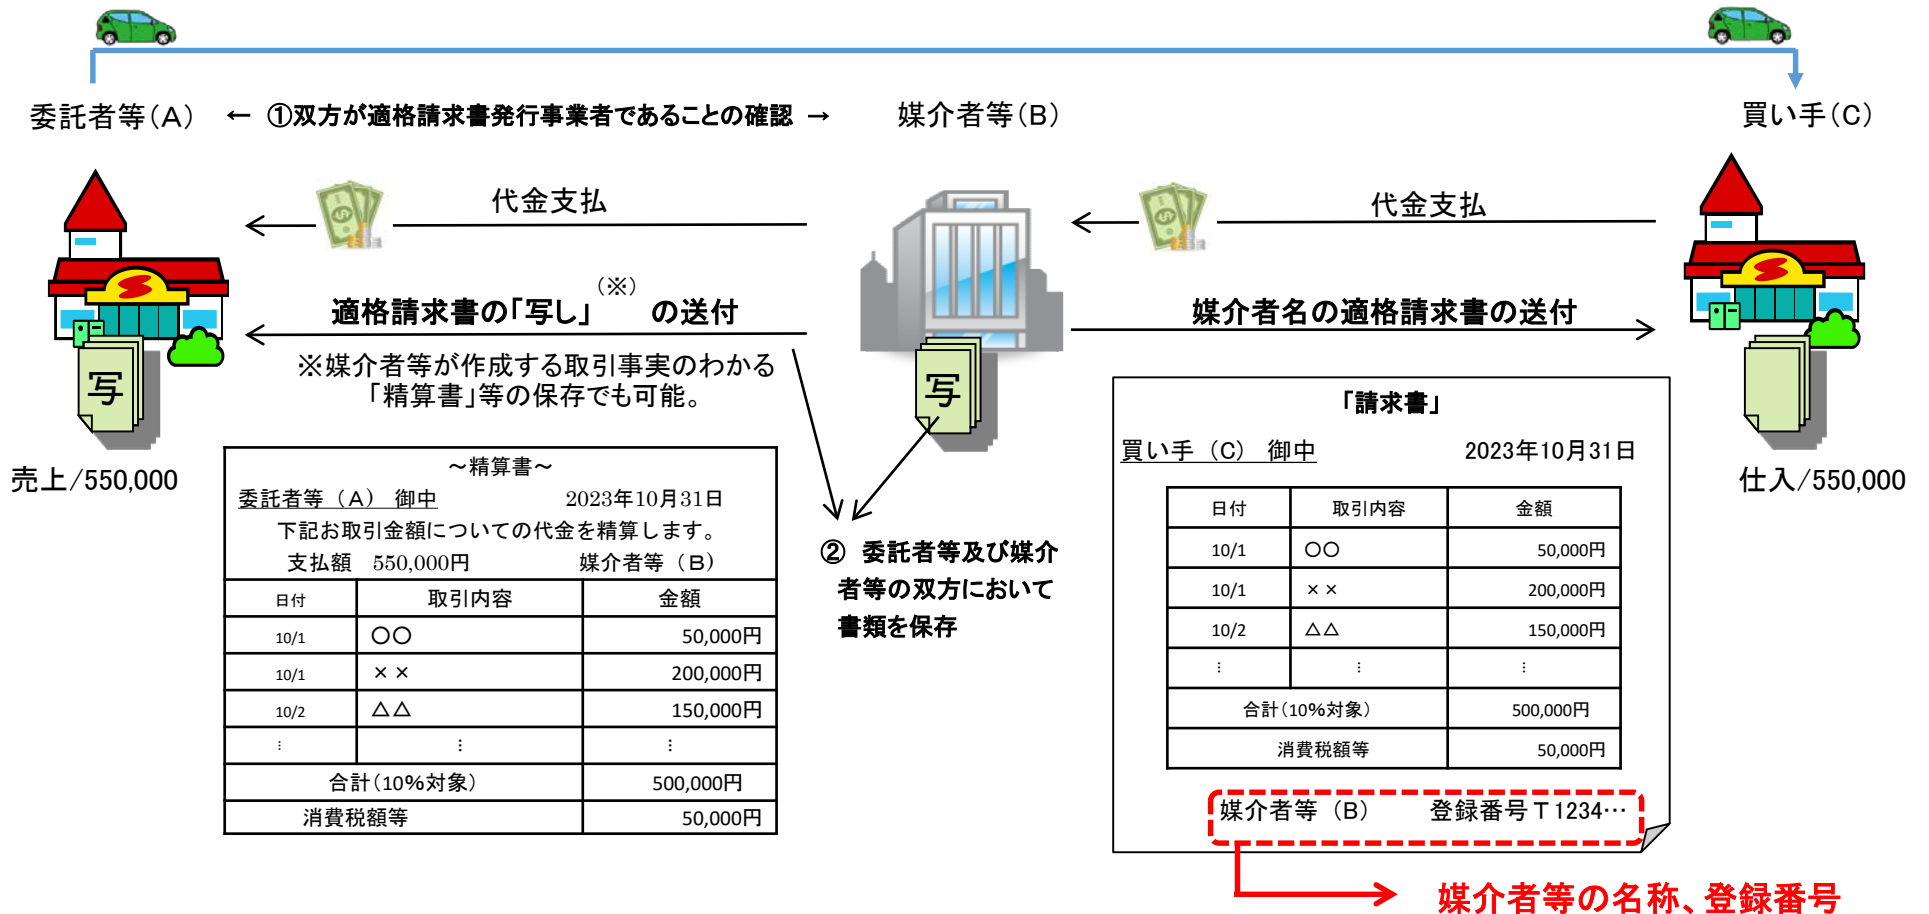 委託者等（A）
← ①双方が適格請求書発行事業者であることの確認 →
媒介者等（B）
買い手（C）
代金支払
代金支払
適格請求書の「写し」（※）の送付
※媒介者等が作成する取引事実のわかる
「精算書」等の保存でも可能。
媒介者名の適格請求書の送付
写
写
売上/550,000
仕入/550,000
～精算書～
委託者等（A） 御中 2023年10月31日
下記お取引金額についての代金を精算します。
支払額 550,000円 媒介者等（B）
日付 取引内容 金額
10/1 〇〇 50,000円
10/1 ×× 200,000円
10/2 △△ 150,000円
⋮ ⋮ ⋮
合計（10％対象） 500,000円
消費税額等 50,000円
② 委託者等及び媒介
者等の双方において
書類を保存
「請求書」
買い手（C） 御中 2023年10月31日
日付 取引内容 金額
10/1 〇〇 50,000円
10/1 ×× 200,000円
10/2 △△ 150,000円
⋮ ⋮ ⋮
合計（10％対象） 500,000円
消費税額等 50,000円
媒介者等（B） 登録番号Ｔ1234…
媒介者等の名称、登録番号